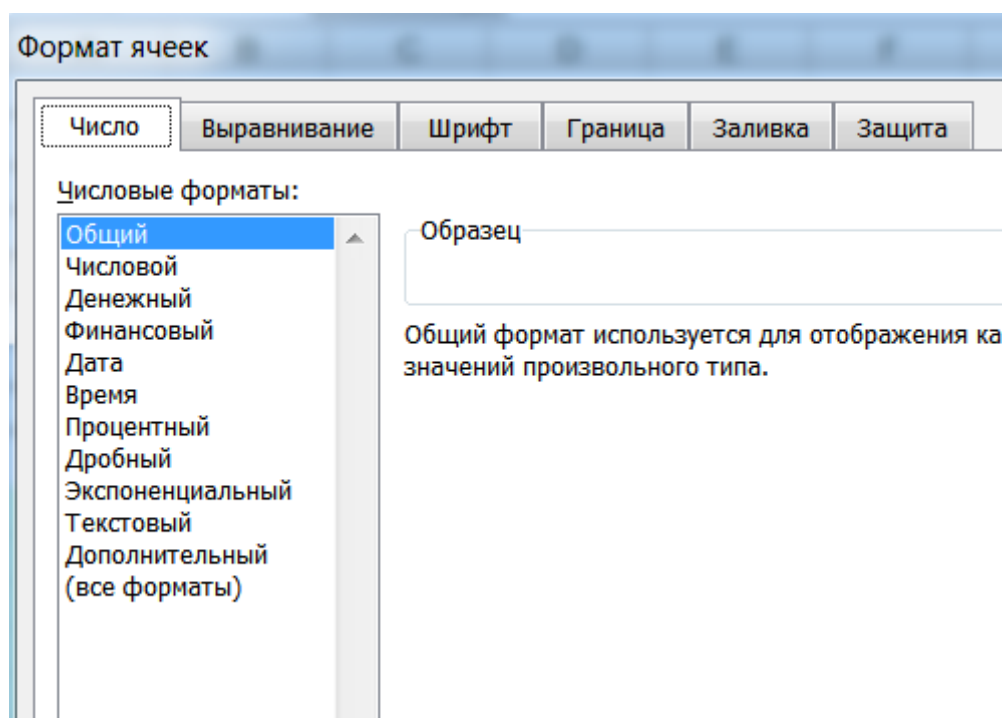 Формат ячеек
Число Выравнивание Шрифт Граница Заливка Защита
Числовые форматы:
Общий
Числовой
Денежный
Финансовый
Дата
Время
Процентный
Дробный
Экспоненциальный
Текстовый
Дополнительный
(все форматы)
Образец
Общий формат используется для отображения ка
значений произвольного типа.